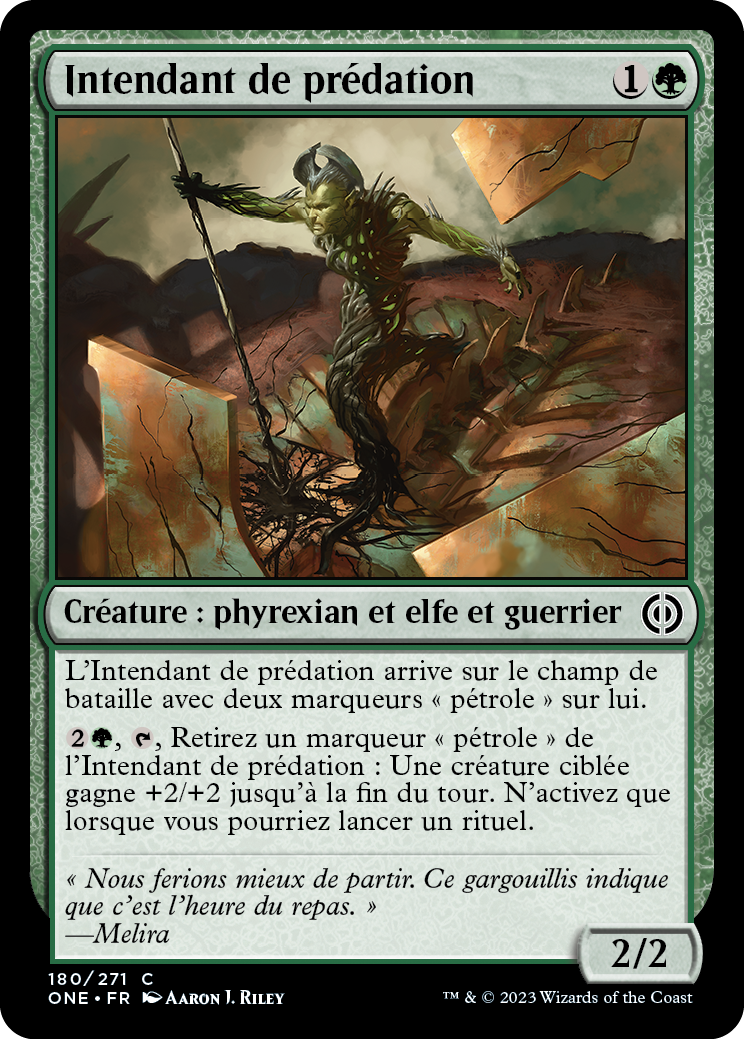 Intendant de prédation 1
Créature : phyrexian et elfe et guerrier
L'Intendant de prédation arrive sur le champ de
bataille avec deux marqueurs « pétrole » sur lui.
2, , Retirez un marqueur « pétrole » de
l'Intendant de prédation : Une créature ciblée
gagne +2/+2 jusqu'à la fin du tour. N'activez que
lorsque vous pourriez lancer un rituel.
« Nous ferions mieux de partir. Ce gargouillis indique
que c'est l'heure du repas. »
—Melira
2/2
180/271 C
ONE • FR Aaron J. Riley
™ & © 2023 Wizards of the Coast